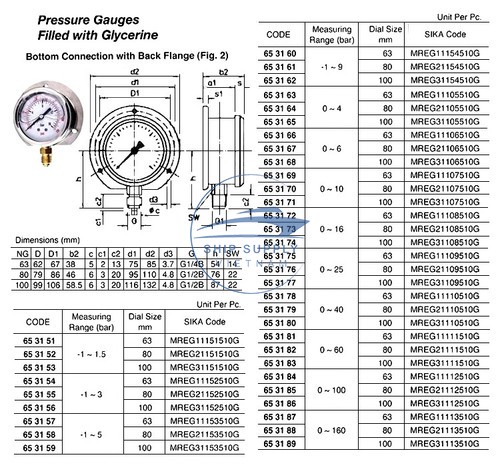 Pressure Gauges
Filled with Glycerine
Bottom Connection with Back Flange (Fig. 2)
d2
d1
D1
D
b2
a1
s
s1
h
h
c2
c1
G
c
SW
G1
Dimensions (mm)
NG D D1 b2 c c1 c2 d1 d2 d3 G h SW
63 62 67 38 5 2 13 75 85 3.7 G1/4B 54 14
80 79 86 46 6 3 20 95 110 4.8 G1/2B 76 22
100 99 106 58.5 6 3 20 116 132 4.8 G1/2B 87 22
Unit Per Pc.
CODE Measuring Range (bar) Dial Size mm SIKA Code
65 31 51 63 MREG11151510G
65 31 52 -1 ~ 1.5 80 MREG21151510G
65 31 53 100 MREG31151510G
65 31 54 63 MREG11152510G
65 31 55 -1 ~ 3 80 MREG21152510G
65 31 56 100 MREG31152510G
65 31 57 63 MREG11153510G
65 31 58 -1 ~ 5 80 MREG21153510G
65 31 59 100 MREG31153510G
Unit Per Pc.
CODE Measuring Range (bar) Dial Size mm SIKA Code
65 31 60 63 MREG11154510G
65 31 61 -1 ~ 9 80 MREG21154510G
65 31 62 100 MREG31154510G
65 31 63 63 MREG11105510G
65 31 64 0 ~ 4 80 MREG21105510G
65 31 65 100 MREG31105510G
65 31 66 63 MREG11106510G
65 31 67 0 ~ 6 80 MREG21106510G
65 31 68 100 MREG31106510G
65 31 69 63 MREG11107510G
65 31 70 0 ~ 10 80 MREG21107510G
65 31 71 100 MREG31107510G
65 31 72 63 MREG11108510G
65 31 73 0 ~ 16 80 MREG21108510G
65 31 74 100 MREG31108510G
65 31 75 63 MREG11109510G
65 31 76 0 ~ 25 80 MREG21109510G
65 31 77 100 MREG31109510G
65 31 78 63 MREG11110510G
65 31 79 0 ~ 40 80 MREG21110510G
65 31 80 100 MREG31110510G
65 31 81 63 MREG11111510G
65 31 82 0 ~ 60 80 MREG21111510G
65 31 83 100 MREG31111510G
65 31 84 63 MREG11112510G
65 31 85 0 ~ 100 80 MREG21112510G
65 31 86 100 MREG31112510G
65 31 87 63 MREG11113510G
65 31 88 0 ~ 160 80 MREG21113510G
65 31 89 100 MREG31113510G
SHIP SUPPLY
VIETNAM